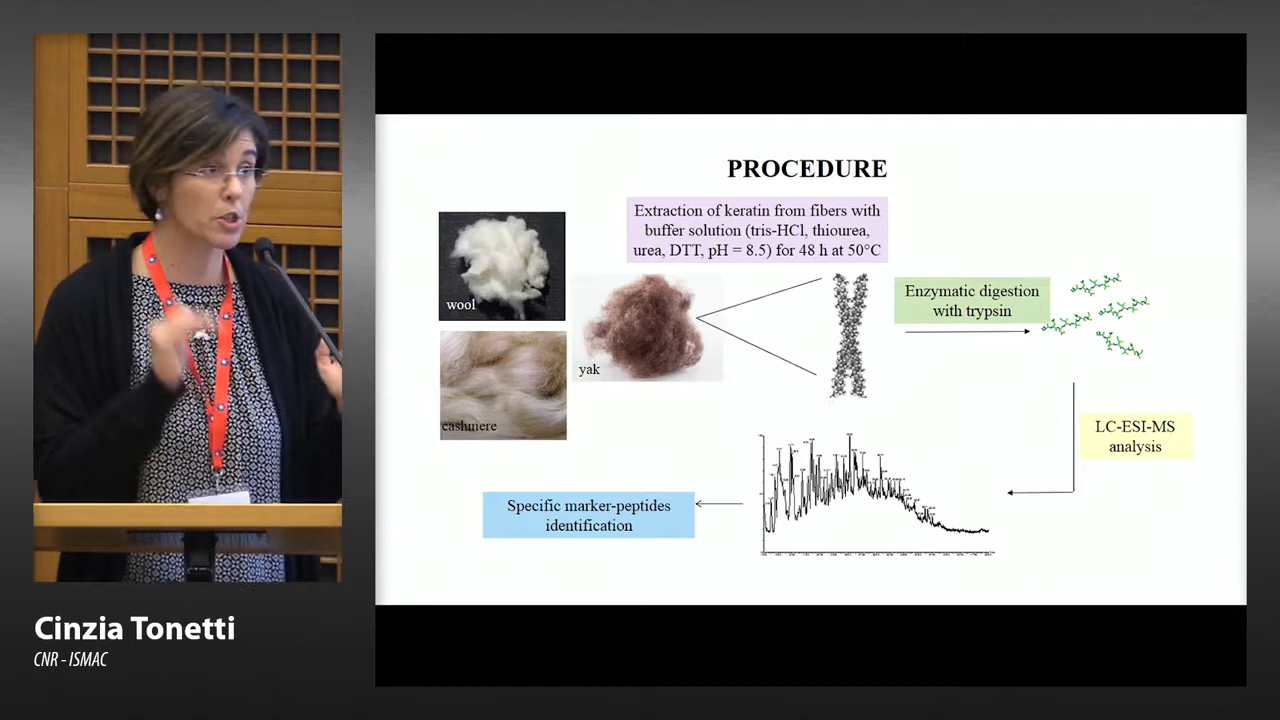 PROCEDURE
Extraction of keratin from fibers with
buffer solution (tris-HCl, thiourea,
urea, DTT, pH = 8.5) for 48 h at 50°C
wool
yak
cashmere
Enzymatic digestion
with trypsin
LC-ESI-MS
analysis
Specific marker-peptides
identification
Cinzia Tonetti
CNR - ISMAC